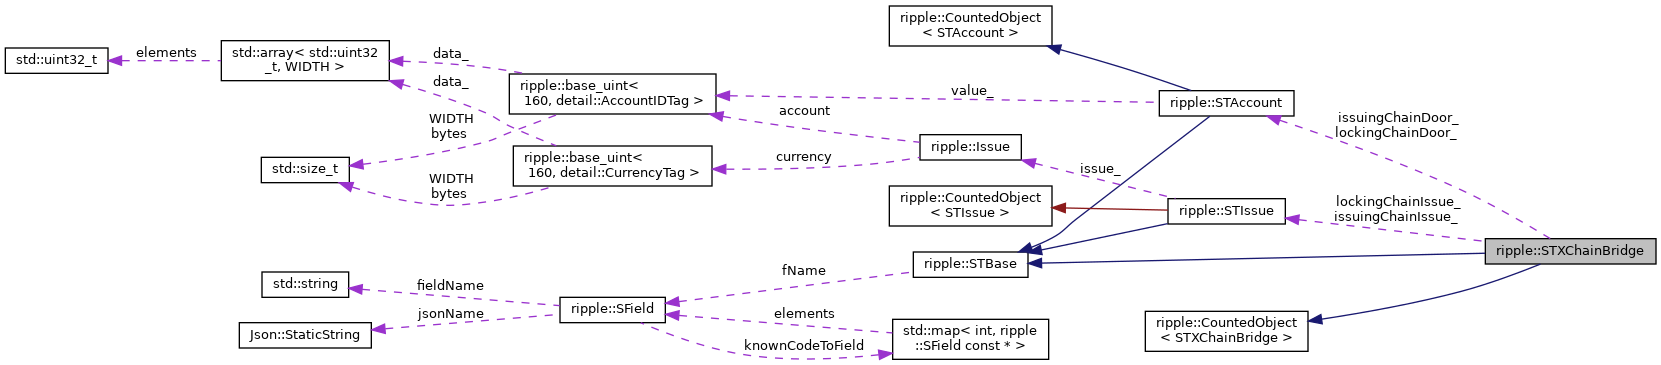 ripple::CountedObject
< STAccount >
std::uint32_t
elements
std::array< std::uint32
_t, WIDTH >
data_
data_
ripple::base_uint<
160, detail::AccountIDTag >
value_
ripple::STAccount
issuingChainDoor_
lockingChainDoor_
WIDTH
bytes
account
ripple::Issue
std::size_t
ripple::base_uint<
160, detail::CurrencyTag >
currency
issue_
WIDTH
bytes
ripple::CountedObject
< STIssue >
ripple::STIssue
lockingChainIssue_
issuingChainIssue_
ripple::STXChainBridge
ripple::STBase
fName
std::string
fieldName
ripple::SField
jsonName
Json::StaticString
elements
knownCodeToField
std::map< int, ripple
::SField const * >
ripple::CountedObject
< STXChainBridge >